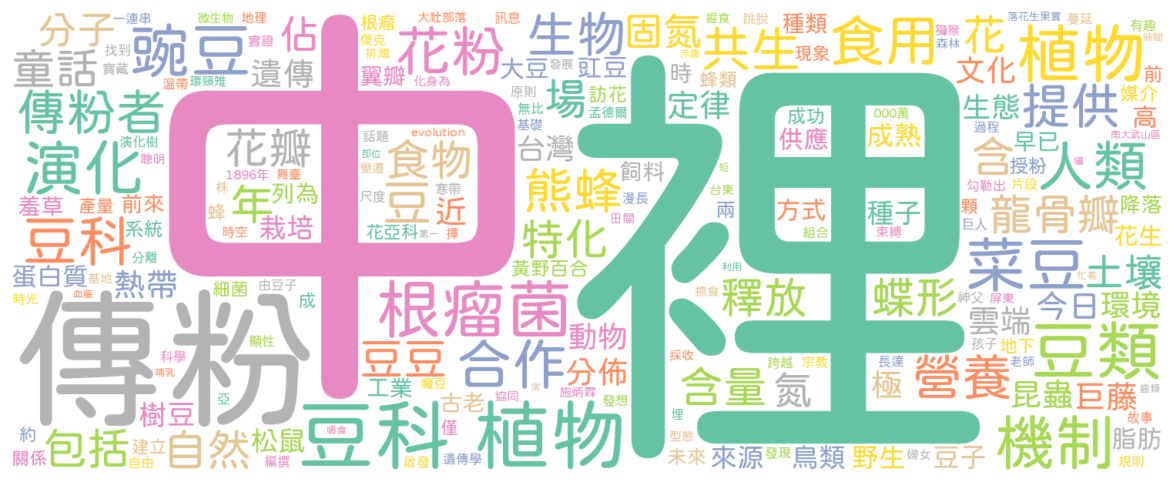 中
裡
傳粉
豆科 植物
根瘤菌
植物
豆類
機制
演化
豌豆
菜豆
食用
人類
營養
共生
花粉
生物
提供
傳粉者
合作
熊蜂
特化
自然
包括
豆科
豆豆
龍骨瓣
釋放
蝶形
含量
童話
分子
一連串
微生物
地理
佔
根瘤
大社部落
訊息
傑克
排灣
翼瓣
化身為
找到
寶藏
實證
溫帶
環頸雉
遺傳
固氮
掘食
跳脫
種類
現象
大豆
發展
豇豆
時
蜂類
獼猴
森林
花
落花生果實
蔓延
有趣
時間
文化
前
媒介
生態
高
過程
早已
南大武山區
授粉
含
勾勒出
片段
顆
巨人
降落
花生
土壤
忙著
神父
屏東
今日
環境
雲端
孩子
地下
老師
昆蟲
巨藤
齒類
故事
脂肪
規則
極
長達
宗教
跨越
氮
採收
利用
掠食
埋
型態
未來
來源
發現
鳥類
野生
婦女
豆子
演化樹
聰明
羞草
產量
前來
系統
分離
蛋白質
基地
熱帶
時光
血藤
株
蜂
時空
花瓣
1896年
舞臺
年
列為
栽培
話題
evolution
部位
變遷
食物
尺度
豆
寒帶
近
花亞科
第一
擇
細菌
由豆子
成
顯性
科學
哺乳
亞
樹豆
約
關係
建立
自由
松鼠
編撰
嚼食
啟發
遺傳學
工業
魔豆
古老
僅
協同
常
施炳霖
發想
分佈
動物
黃野百合
台灣
原則
無比
基礎
場
訪花
孟德爾
定律
飼料
漫長
田間
短
台東
兩
成功
供應
000萬
成熟
方式
組合
種子
束縛